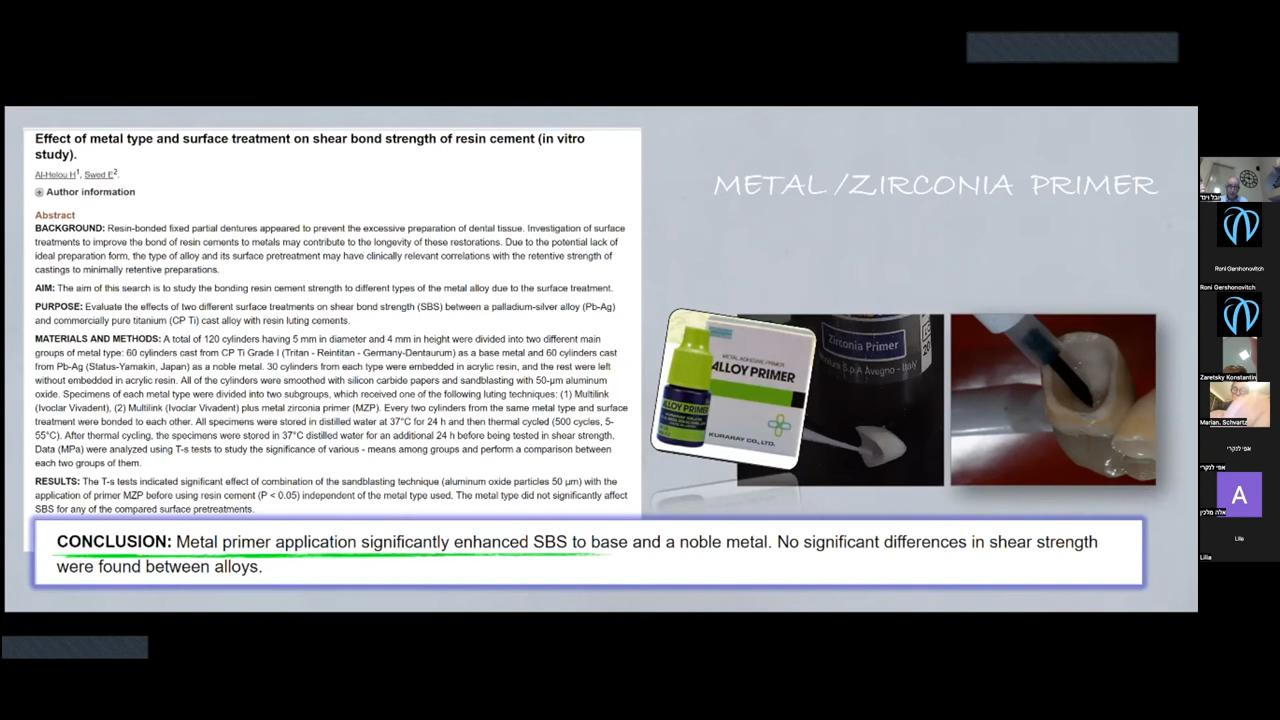 Effect of metal type and surface treatment on shear bond strength of resin cement (in vitro
study).
Al-Helou H1, Swed E2.
Author information
Abstract
BACKGROUND: Resin-bonded fixed partial dentures appeared to prevent the excessive preparation of dental tissue. Investigation of surface
treatments to improve the bond of resin cements to metals may contribute to the longevity of these restorations. Due to the potential lack of
ideal preparation form, the type of alloy and its surface pretreatment may have clinically relevant correlations with the retentive strength of
castings to minimally retentive preparations.
AIM: The aim of this search is to study the bonding resin cement strength to different types of the metal alloy due to the surface treatment.
PURPOSE: Evaluate the effects of two different surface treatments on shear bond strength (SBS) between a palladium-silver alloy (Pb-Ag)
and commercially pure titanium (CP Ti) cast alloy with resin luting cements.
MATERIALS AND METHODS: A total of 120 cylinders having 5 mm in diameter and 4 mm in height were divided into two different main
groups of metal type: 60 cylinders cast from CP Ti Grade I (Tritan - Reintitan - Germany-Dentaurum) as a base metal and 60 cylinders cast
from Pb-Ag (Status-Yamakin, Japan) as a noble metal. 30 cylinders from each type were embedded in acrylic resin, and the rest were left
without embedded in acrylic resin. All of the cylinders were smoothed with silicon carbide papers and sandblasting with 50-μm aluminum
oxide. Specimens of each metal type were divided into two subgroups, which received one of the following luting techniques: (1) Multilink
(Ivoclar Vivadent), (2) Multilink (Ivoclar Vivadent) plus metal zirconia primer (MZP). Every two cylinders from the same metal type and surface
treatment were bonded to each other. All specimens were stored in distilled water at 37°C for 24 h and then thermal cycled (500 cycles, 5-
55°C). After thermal cycling, the specimens were stored in 37°C distilled water for an additional 24 h before being tested in shear strength.
Data (MPa) were analyzed using T-s tests to study the significance of various - means among groups and perform a comparison between
each two groups of them.
RESULTS: The T-s tests indicated significant effect of combination of the sandblasting technique (aluminum oxide particles 50 μm) with the
application of primer MZP before using resin cement (P < 0.05) independent of the metal type used. The metal type did not significantly affect
SBS for any of the compared surface pretreatments.
CONCLUSION: Metal primer application significantly enhanced SBS to base and a noble metal. No significant differences in shear strength
were found between alloys.
METAL /ZIRCONIA PRIMER
METAL ADHESIVE PRIMER
ALLOY PRIMER
KURARAY CO., LTD.
ALLOY PRIMER
Zirconia Primer
S.p.A Avegno - Italy
Roni Gershonovitch
Roni Gershonovitch
Zaretsky Konstantin
Marian, Schvartz
אפי לנקרי
אפי לנקרי
A
אלה מלכין
Lilia
Lilia